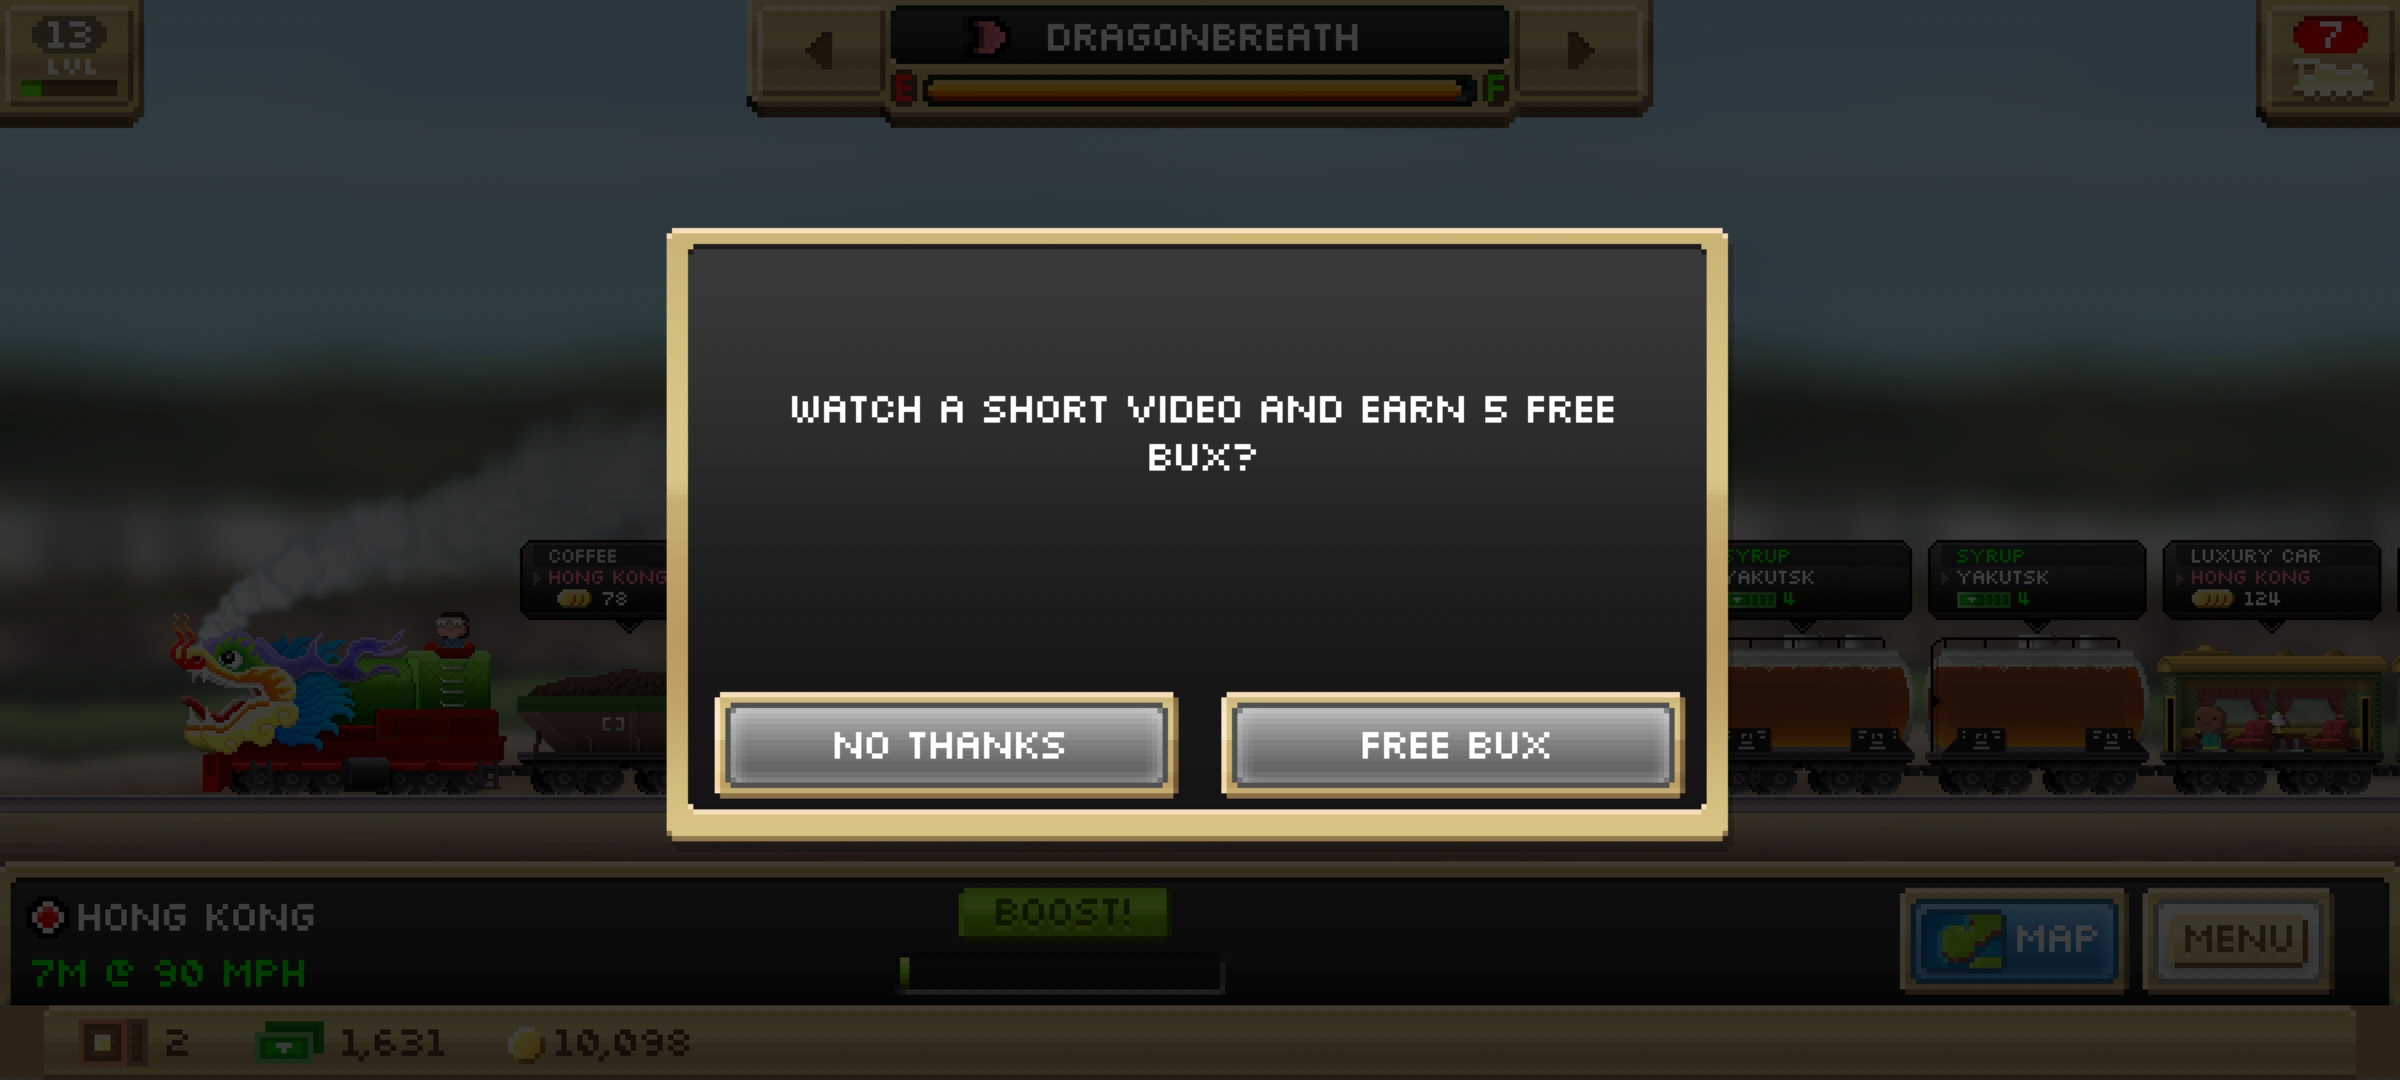 13
LVL
DRAGONBREATH
E
F
7
WATCH A SHORT VIDEO AND EARN 5 FREE
BUX?
NO THANKS
FREE BUX
COFFEE
HONG KONG
78
SYRUP
YAKUTSK
4
SYRUP
YAKUTSK
4
LUXURY CAR
HONG KONG
124
HONG KONG
7M @ 90 MPH
BOOST!
MAP
MENU
2
1,631
10,098